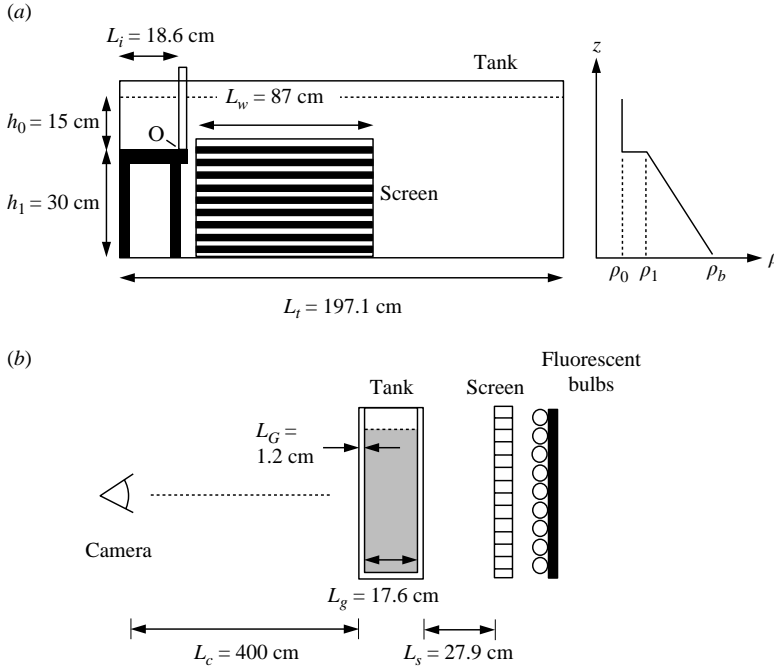 (a)
L_i = 18.6 cm
Tank
z
L_w = 87 cm
h_0 = 15 cm
O
h_1 = 30 cm
Screen
ρ_0 ρ_1 ρ_b ρ
L_t = 197.1 cm
(b)
Fluorescent
bulbs
Tank
Screen
L_G =
1.2 cm
Camera
L_g = 17.6 cm
L_c = 400 cm
L_s = 27.9 cm